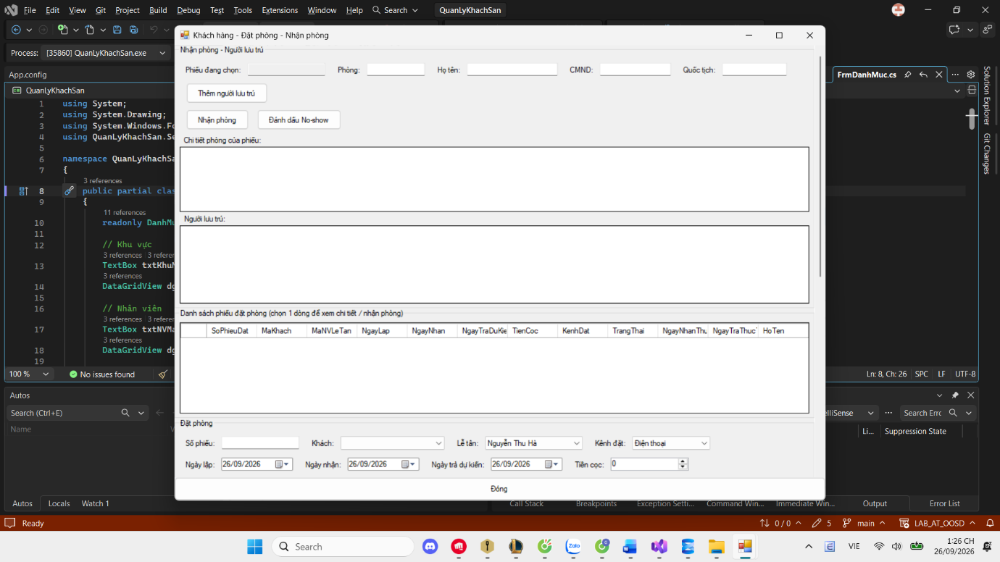 File Edit View Git Project Build Debug Test Tools Extensions Window Help Search QuanLyKhachSan
Process: [35860] QuanLyKhachSan.exe
App.config
FrmDanhMuc.cs
QuanLyKhachSan
1 using System;
2 using System.Drawing;
3 using System.Windows.Fo
4 using QuanLyKhachSan.Se
5
6 namespace QuanLyKhachSa
7 {
3 references
8 public partial clas
9 {
11 references
10 readonly DanhMu
11
12 // Khu vực
3 references 3 referen
13 TextBox txtKhu
3 references
14 DataGridView dg
15
16 // Nhân viên
3 references 3 referen
17 TextBox txtNVMa
3 references
18 DataGridView dg
19
100 % No issues found
Ln: 8, Ch: 26 SPC LF UTF-8
Khách hàng - Đặt phòng - Nhận phòng
Nhận phòng - Người lưu trú
Phiếu đang chọn: Phòng: Họ tên: CMND: Quốc tịch:
Thêm người lưu trú
Nhận phòng Đánh dấu No-show
Chi tiết phòng của phiếu:
Người lưu trú:
Danh sách phiếu đặt phòng (chọn 1 dòng để xem chi tiết / nhận phòng)
SoPhieuDat MaKhach MaNVLeTan NgayLap NgayNhan NgayTraDuKie TienCoc KenhDat TrangThai NgayNhanThu NgayTraThucT HoTen
Đặt phòng
Số phiếu: Khách: Lễ tân: Nguyễn Thu Hà Kênh đặt: Điện thoại
Ngày lập: 26/09/2026 Ngày nhận: 26/09/2026 Ngày trả dự kiến: 26/09/2026 Tiền cọc: 0
Đóng
Solution Explorer
Git Changes
Autos
Search (Ctrl+E)
Name
elliSense Search Errc
Li... Suppression State
Autos Locals Watch 1
Call Stack Breakpoints Exception Setti... Command Win... Immediate Win... Output Error List
Ready
0 / 0 5 main LAB_AT_OOSD
Search
Zalo
VIE
1:26 CH
26/09/2026